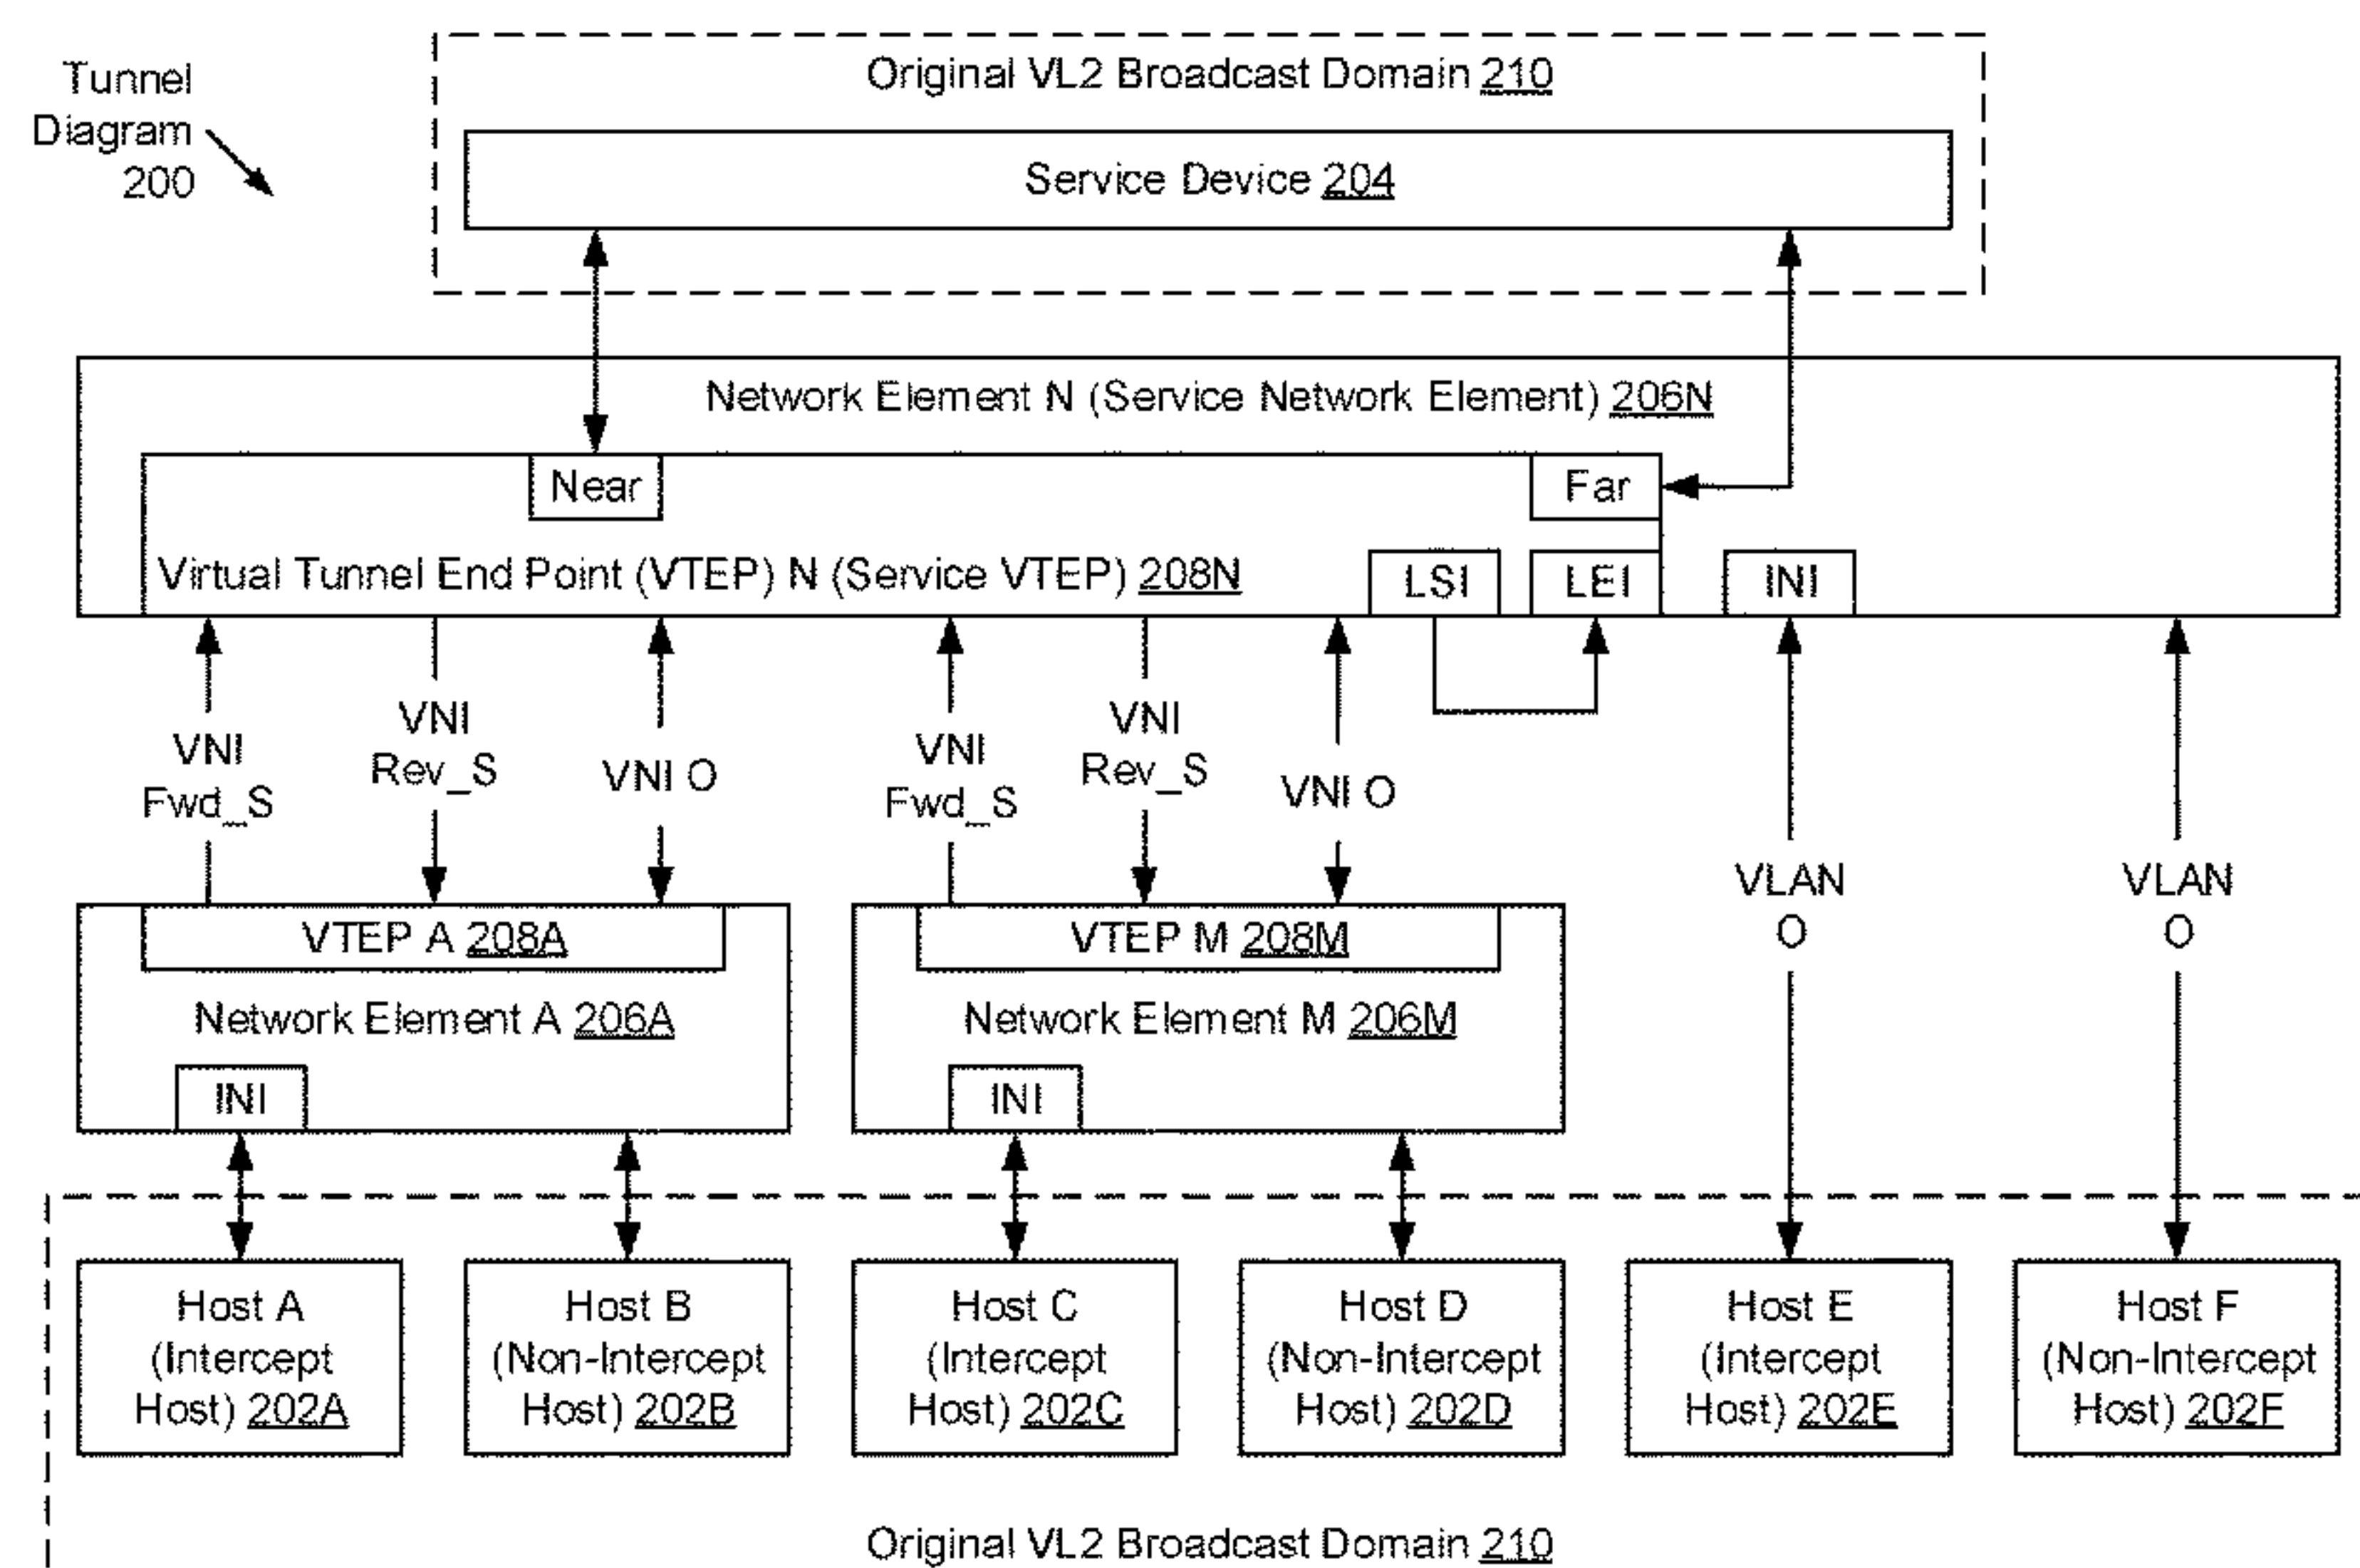 Tunnel
Diagram
200
Original VL2 Broadcast Domain 210
Service Device 204
Network Element N (Service Network Element) 206N
Near
Far
Virtual Tunnel End Point (VTEP) N (Service VTEP) 208N
LSI
LEI
INI
VNI
Fwd_S
VNI
Rev_S
VNI O
VNI
Fwd_S
VNI
Rev_S
VNI O
VLAN
O
VLAN
O
VTEP A 208A
Network Element A 206A
INI
VTEP M 208M
Network Element M 206M
INI
Host A
(Intercept
Host) 202A
Host B
(Non-Intercept
Host) 202B
Host C
(Intercept
Host) 202C
Host D
(Non-Intercept
Host) 202D
Host E
(Intercept
Host) 202E
Host F
(Non-Intercept
Host) 202F
Original VL2 Broadcast Domain 210